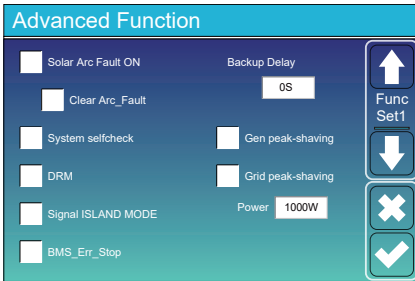 Advanced Function
Solar Arc Fault ON
Backup Delay
0S
Clear Arc_Fault
Func
Set1
System selfcheck
Gen peak-shaving
DRM
Grid peak-shaving
Signal ISLAND MODE
Power 1000W
BMS_Err_Stop